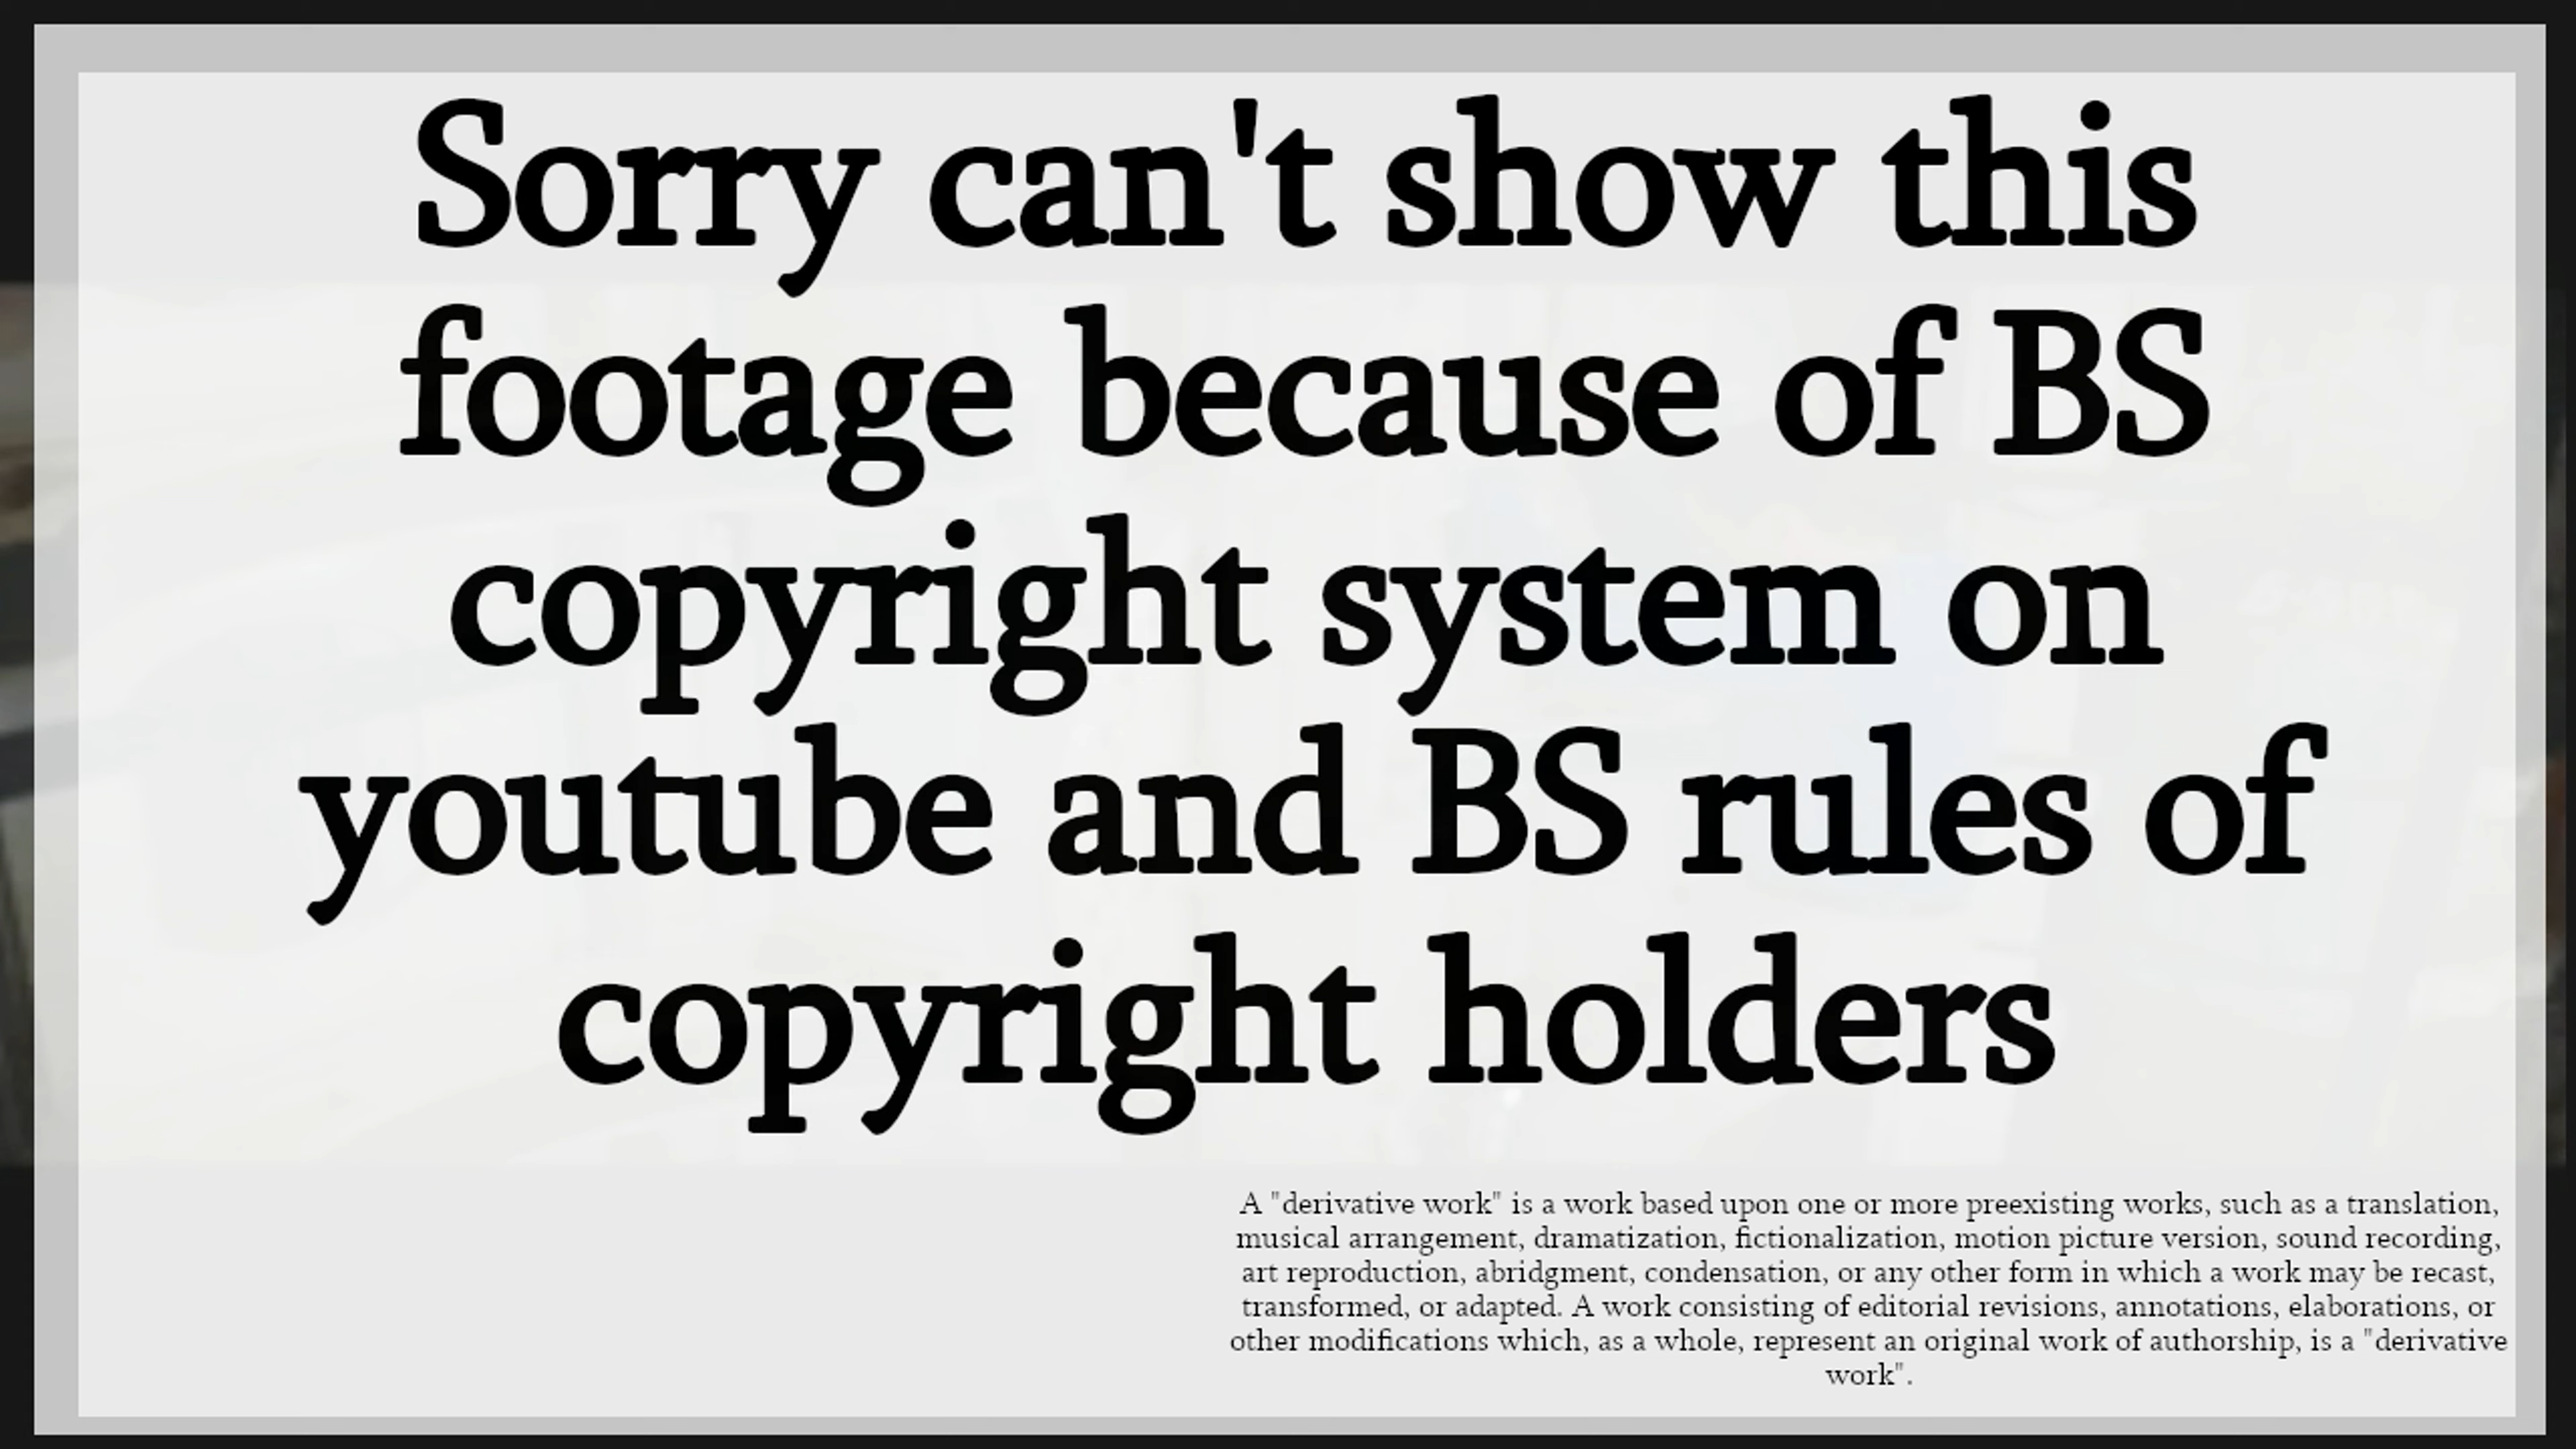 Sorry can't show this
footage because of BS
copyright system on
youtube and BS rules of
copyright holders
A "derivative work" is a work based upon one or more preexisting works, such as a translation,
musical arrangement, dramatization, fictionalization, motion picture version, sound recording,
art reproduction, abridgment, condensation, or any other form in which a work may be recast,
transformed, or adapted. A work consisting of editorial revisions, annotations, elaborations, or
other modifications which, as a whole, represent an original work of authorship, is a "derivative
work".